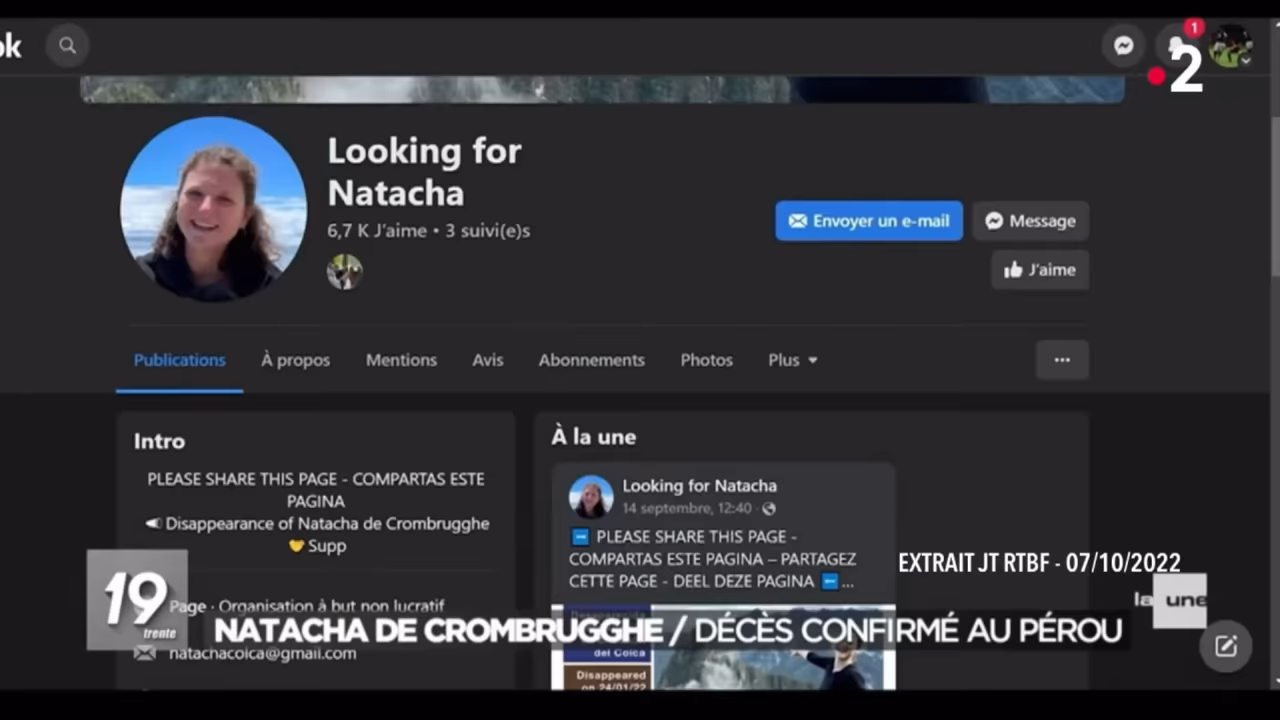 ok
1
2
Looking for
Natacha
6,7 K J'aime • 3 suivi(e)s
Envoyer un e-mail
Message
J'aime
Publications
À propos
Mentions
Avis
Abonnements
Photos
Plus
Intro
PLEASE SHARE THIS PAGE - COMPARTAS ESTE
PAGINA
Disappearance of Natacha de Crombrugghe
Supp
Page · Organisation à but non lucratif
natachacolca@gmail.com
À la une
Looking for Natacha
14 septembre, 12:40
PLEASE SHARE THIS PAGE -
COMPARTAS ESTE PAGINA – PARTAGEZ
CETTE PAGE - DEEL DEZE PAGINA ...
del Colca
Disappeared
on 24/01/22
EXTRAIT JT RTBF - 07/10/2022
la une
19
trente
NATACHA DE CROMBRUGGHE / DÉCÈS CONFIRMÉ AU PÉROU